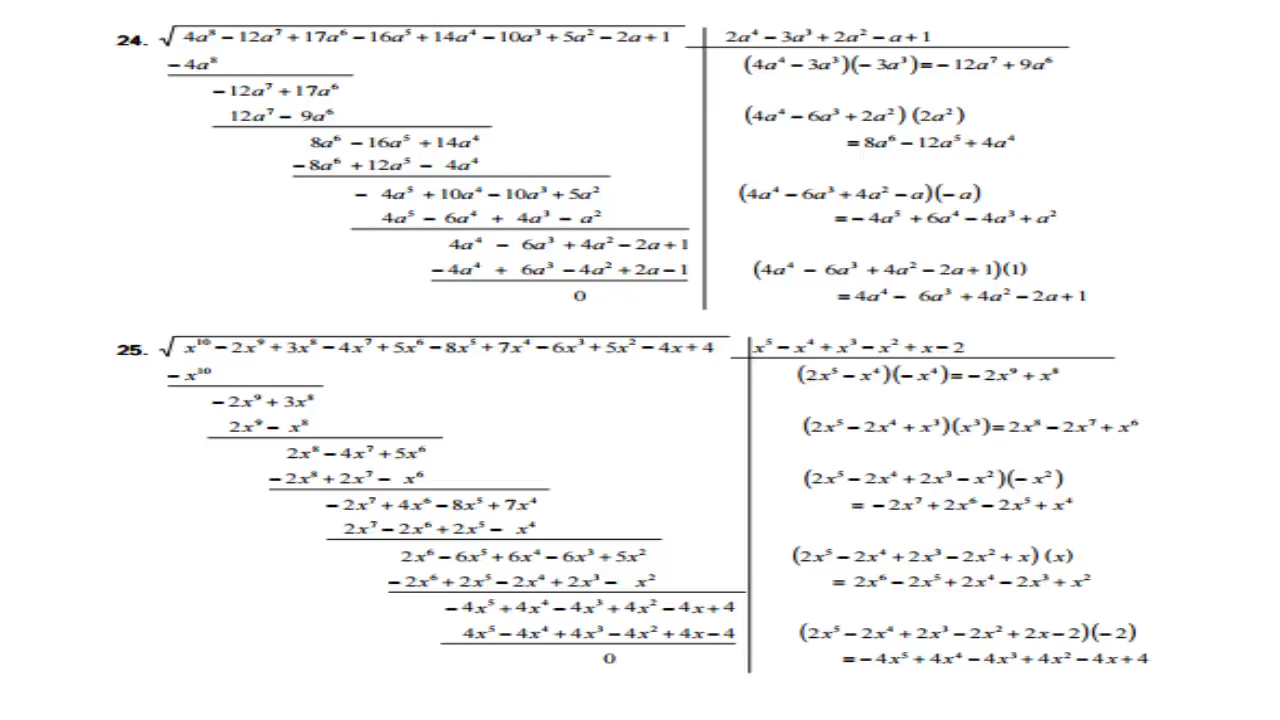 24. √4a⁸ − 12a⁷ + 17a⁶ − 16a⁵ + 14a⁴ − 10a³ + 5a² − 2a + 1 2a⁴ − 3a³ + 2a² − a + 1
− 4a⁸ (4a⁴ − 3a³)(− 3a³) = − 12a⁷ + 9a⁶
− 12a⁷ + 17a⁶
12a⁷ − 9a⁶ (4a⁴ − 6a³ + 2a²)(2a²)
8a⁶ − 16a⁵ + 14a⁴ = 8a⁶ − 12a⁵ + 4a⁴
− 8a⁶ + 12a⁵ − 4a⁴
− 4a⁵ + 10a⁴ − 10a³ + 5a² (4a⁴ − 6a³ + 4a² − a)(− a)
4a⁵ − 6a⁴ + 4a³ − a² = − 4a⁵ + 6a⁴ − 4a³ + a²
4a⁴ − 6a³ + 4a² − 2a + 1
− 4a⁴ + 6a³ − 4a² + 2a − 1 (4a⁴ − 6a³ + 4a² − 2a + 1)(1)
0 = 4a⁴ − 6a³ + 4a² − 2a + 1
25. √x¹⁰ − 2x⁹ + 3x⁸ − 4x⁷ + 5x⁶ − 8x⁵ + 7x⁴ − 6x³ + 5x² − 4x + 4 x⁵ − x⁴ + x³ − x² + x − 2
− x¹⁰ (2x⁵ − x⁴)(− x⁴) = − 2x⁹ + x⁸
− 2x⁹ + 3x⁸
2x⁹ − x⁸ (2x⁵ − 2x⁴ + x³)(x³) = 2x⁸ − 2x⁷ + x⁶
2x⁸ − 4x⁷ + 5x⁶
− 2x⁸ + 2x⁷ − x⁶ (2x⁵ − 2x⁴ + 2x³ − x²)(− x²)
− 2x⁷ + 4x⁶ − 8x⁵ + 7x⁴ = − 2x⁷ + 2x⁶ − 2x⁵ + x⁴
2x⁷ − 2x⁶ + 2x⁵ − x⁴
2x⁶ − 6x⁵ + 6x⁴ − 6x³ + 5x² (2x⁵ − 2x⁴ + 2x³ − 2x² + x)(x)
− 2x⁶ + 2x⁵ − 2x⁴ + 2x³ − x² = 2x⁶ − 2x⁵ + 2x⁴ − 2x³ + x²
− 4x⁵ + 4x⁴ − 4x³ + 4x² − 4x + 4
4x⁵ − 4x⁴ + 4x³ − 4x² + 4x − 4 (2x⁵ − 2x⁴ + 2x³ − 2x² + 2x − 2)(− 2)
0 = − 4x⁵ + 4x⁴ − 4x³ + 4x² − 4x + 4